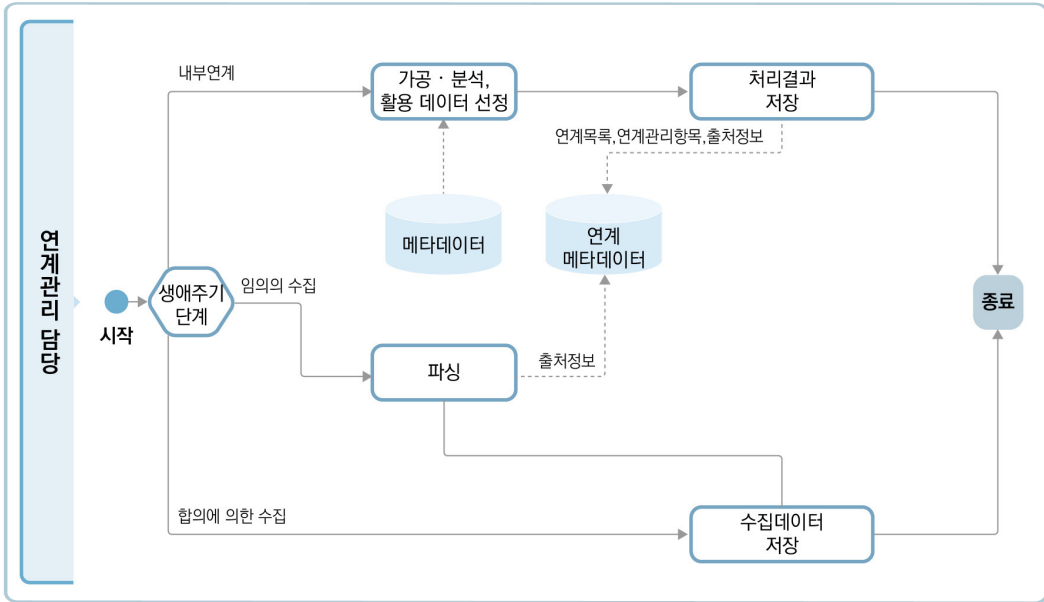 연계관리 담당
시작
생애주기
단계
내부연계
가공 · 분석,
활용 데이터 선정
처리결과
저장
연계목록,연계관리항목,출처정보
메타데이터
연계
메타데이터
임의의 수집
파싱
출처정보
합의에 의한 수집
수집데이터
저장
종료